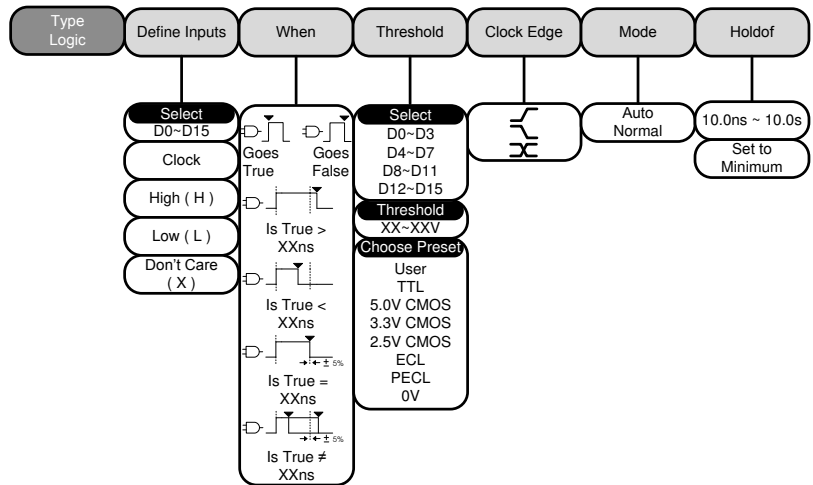 Type
Logic
Define Inputs
When
Threshold
Clock Edge
Mode
Holdof
Select
D0~D15
Clock
High ( H )
Low ( L )
Don't Care
( X )
Goes
True
Goes
False
Is True >
XXns
Is True <
XXns
± 5%
Is True =
XXns
± 5%
Is True ≠
XXns
Select
D0~D3
D4~D7
D8~D11
D12~D15
Threshold
XX~XXV
Choose Preset
User
TTL
5.0V CMOS
3.3V CMOS
2.5V CMOS
ECL
PECL
0V
Auto
Normal
10.0ns ~ 10.0s
Set to
Minimum